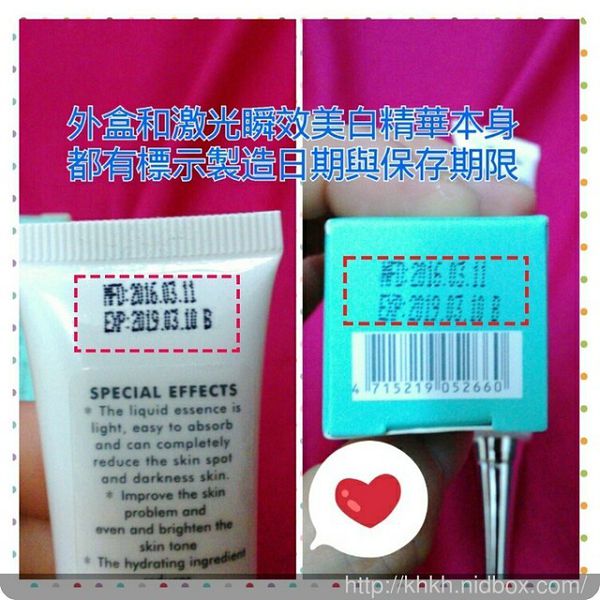 外盒和激光瞬效美白精華本身
都有標示製造日期與保存期限
MFD:2016.03.11
EXP:2019.03.10 B
SPECIAL EFFECTS
* The liquid essence is
light, easy to absorb
and can completely
reduce the skin spot
and darkness skin.
* Improve the skin
problem and
even and brighten the
skin tone
* The hydrating ingredient
MFD:2016.03.11
EXP:2019.03.10 B
4 715219 052660
http://khkh.nidbox.com/